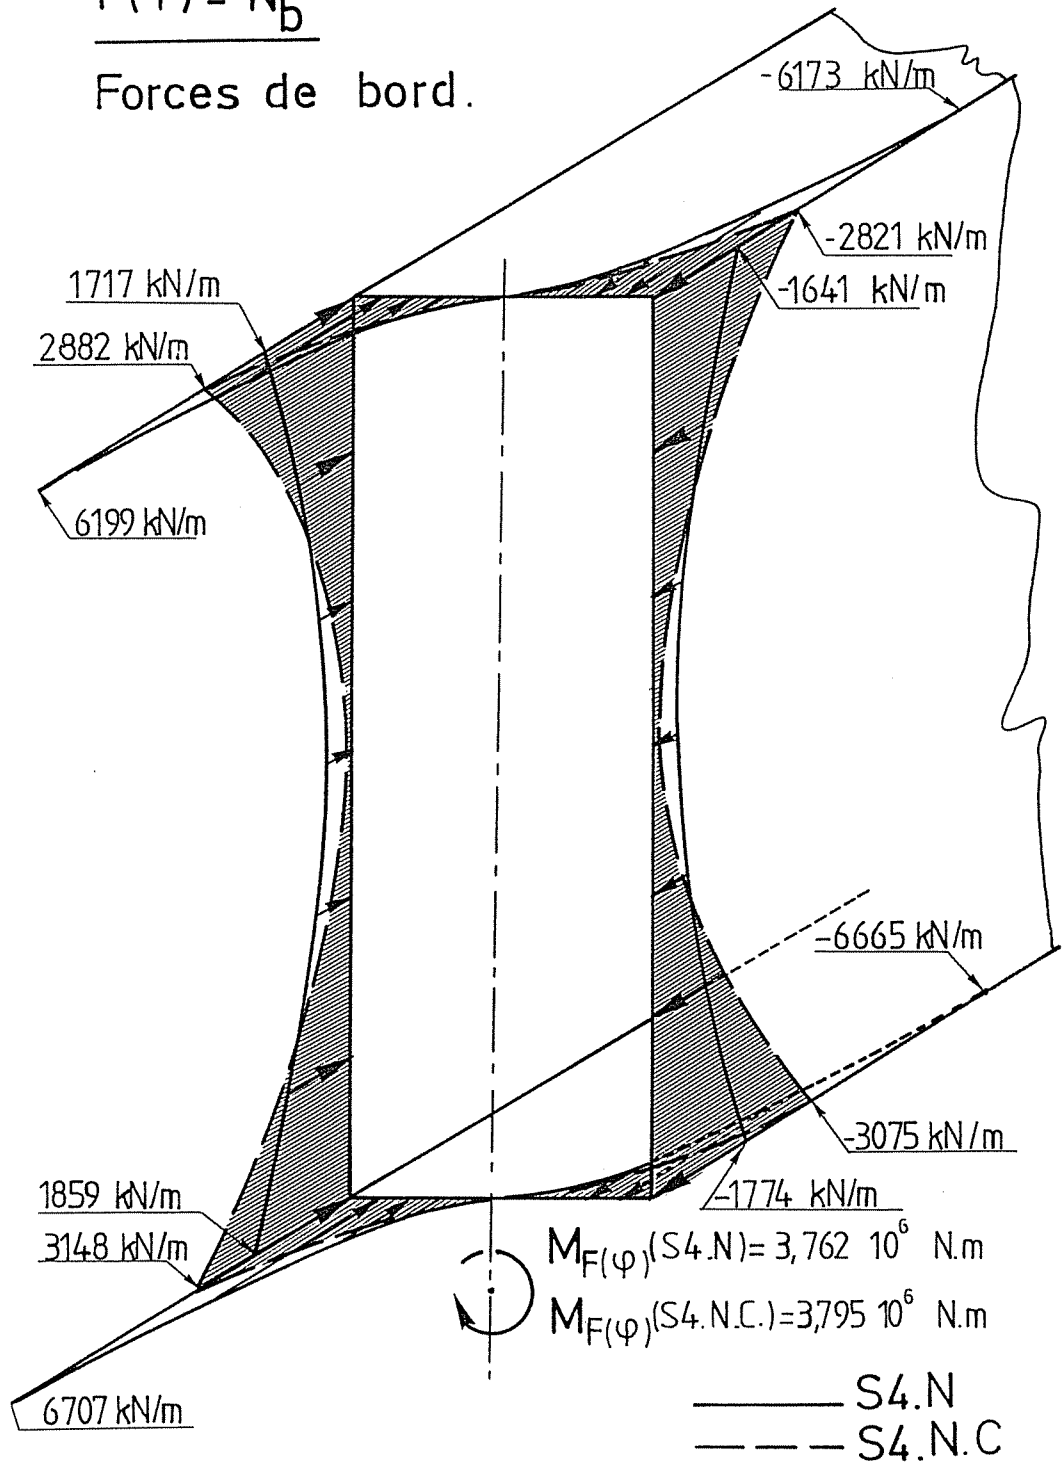 Forces de bord.
-6173 kN/m
-2821 kN/m
-1641 kN/m
1717 kN/m
2882 kN/m
6199 kN/m
-6665 kN/m
-3075 kN/m
-1774 kN/m
1859 kN/m
3148 kN/m
6707 kN/m
MF(φ)(S4.N)=3,762 10⁶ N.m
MF(φ)(S4.N.C.)=3,795 10⁶ N.m
S4.N
S4.N.C